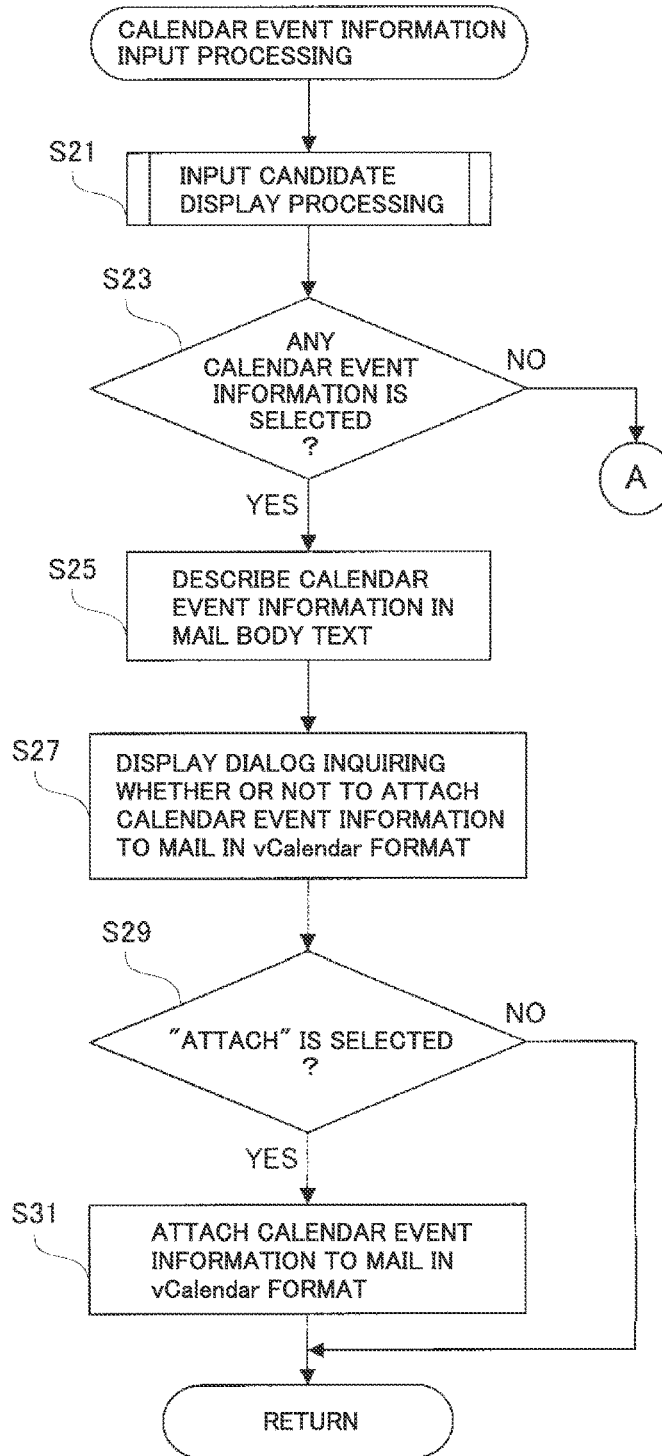 CALENDAR EVENT INFORMATION
INPUT PROCESSING
S21
INPUT CANDIDATE
DISPLAY PROCESSING
S23
ANY
CALENDAR EVENT
INFORMATION IS
SELECTED
?
NO
A
YES
S25
DESCRIBE CALENDAR
EVENT INFORMATION IN
MAIL BODY TEXT
S27
DISPLAY DIALOG INQUIRING
WHETHER OR NOT TO ATTACH
CALENDAR EVENT INFORMATION
TO MAIL IN vCalendar FORMAT
S29
"ATTACH" IS SELECTED
?
NO
YES
S31
ATTACH CALENDAR EVENT
INFORMATION TO MAIL IN
vCalendar FORMAT
RETURN